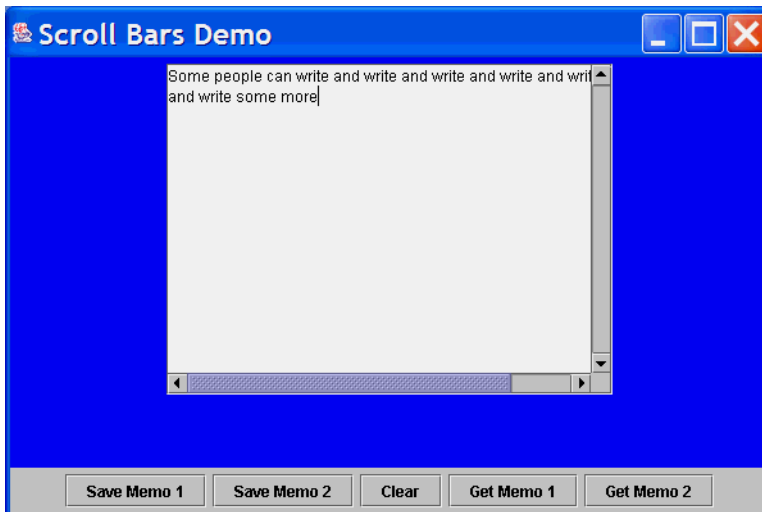 Scroll Bars Demo
Some people can write and write and write and write and writ
and write some more
Save Memo 1 Save Memo 2 Clear Get Memo 1 Get Memo 2